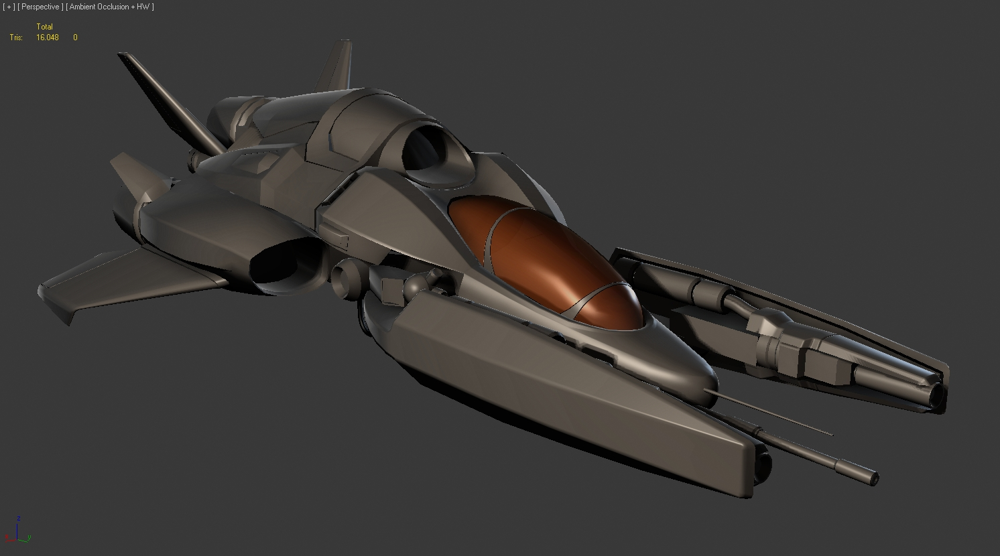 [ + ] [ Perspective ] [ Ambient Occlusion + HW ]
Total
Tris: 16.048 0
z
x y